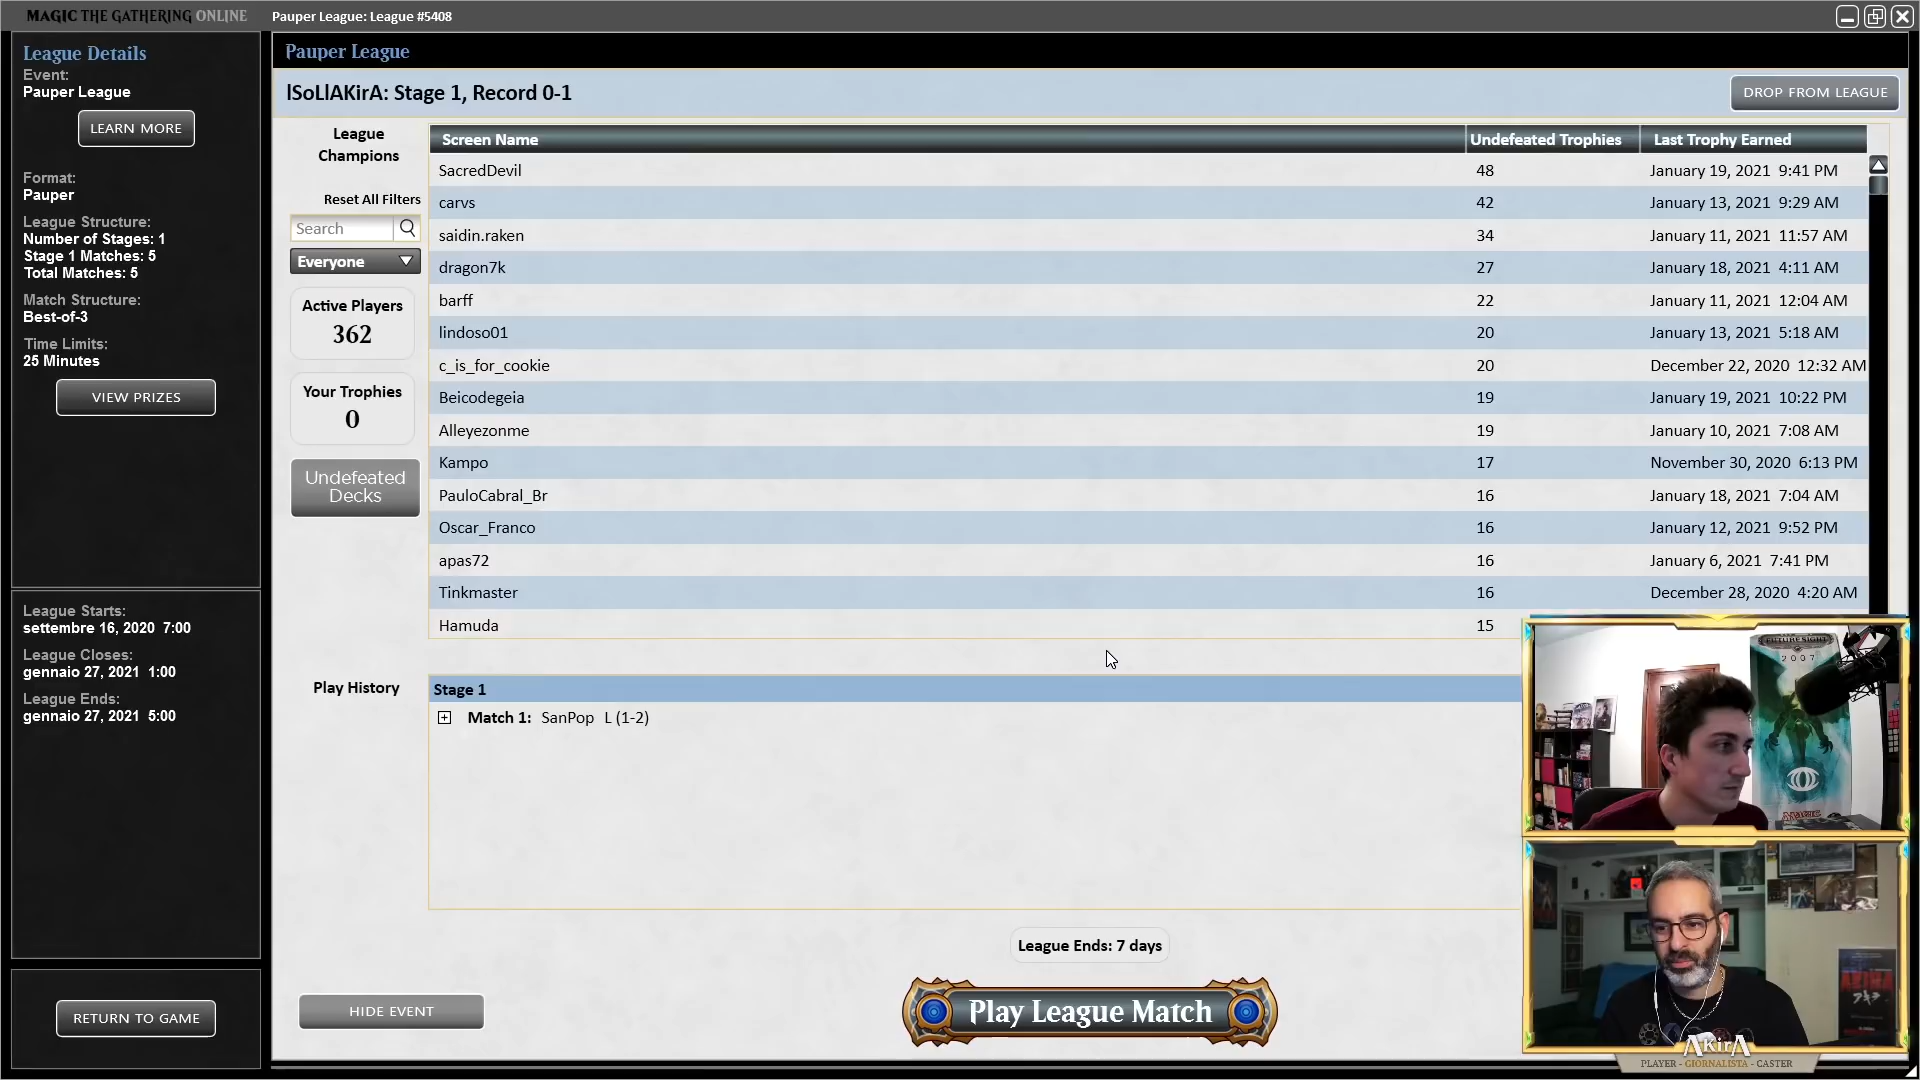 MAGIC THE GATHERING ONLINE
Pauper League: League #5408
League Details
Event:
Pauper League
LEARN MORE
Format:
Pauper
League Structure:
Number of Stages: 1
Stage 1 Matches: 5
Total Matches: 5
Match Structure:
Best-of-3
Time Limits:
25 Minutes
VIEW PRIZES
League Starts:
settembre 16, 2020 7:00
League Closes:
gennaio 27, 2021 1:00
League Ends:
gennaio 27, 2021 5:00
RETURN TO GAME
Pauper League
lSoLlAKirA: Stage 1, Record 0-1
DROP FROM LEAGUE
League
Champions
Reset All Filters
Search
Everyone
Active Players
362
Your Trophies
0
Undefeated
Decks
Screen Name Undefeated Trophies Last Trophy Earned
SacredDevil 48 January 19, 2021 9:41 PM
carvs 42 January 13, 2021 9:29 AM
saidin.raken 34 January 11, 2021 11:57 AM
dragon7k 27 January 18, 2021 4:11 AM
barff 22 January 11, 2021 12:04 AM
lindoso01 20 January 13, 2021 5:18 AM
c_is_for_cookie 20 December 22, 2020 12:32 AM
Beicodegeia 19 January 19, 2021 10:22 PM
Alleyezonme 19 January 10, 2021 7:08 AM
Kampo 17 November 30, 2020 6:13 PM
PauloCabral_Br 16 January 18, 2021 7:04 AM
Oscar_Franco 16 January 12, 2021 9:52 PM
apas72 16 January 6, 2021 7:41 PM
Tinkmaster 16 December 28, 2020 4:20 AM
Hamuda 15
Play History
Stage 1
Match 1: SanPop L (1-2)
League Ends: 7 days
HIDE EVENT
Play League Match
FUTURE SIGHT
2007
MAGIC
AKIRA
AKirA
PLAYER - GIORNALISTA - CASTER